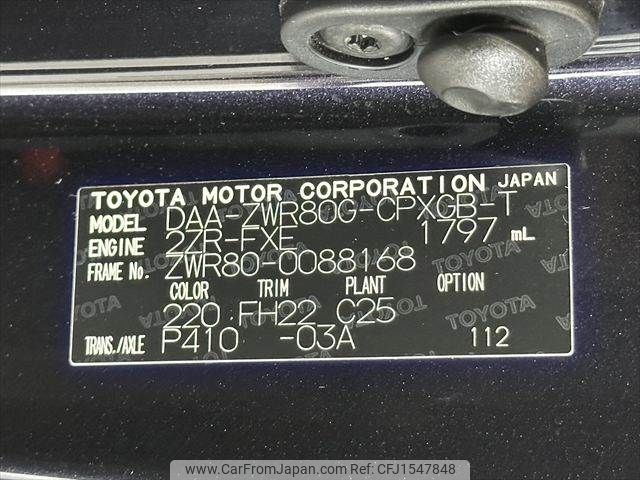 TOYOTA MOTOR CORPORATION JAPAN
MODEL DAA-ZWR80G-CPXGB-T
ENGINE 2ZR-FXE 1797 mL
FRAME No. ZWR80-0088168
COLOR TRIM PLANT OPTION
220 FH22 C25
TRANS./AXLE P410 -03A 112
www.CarFromJapan.com - CFJ1547848